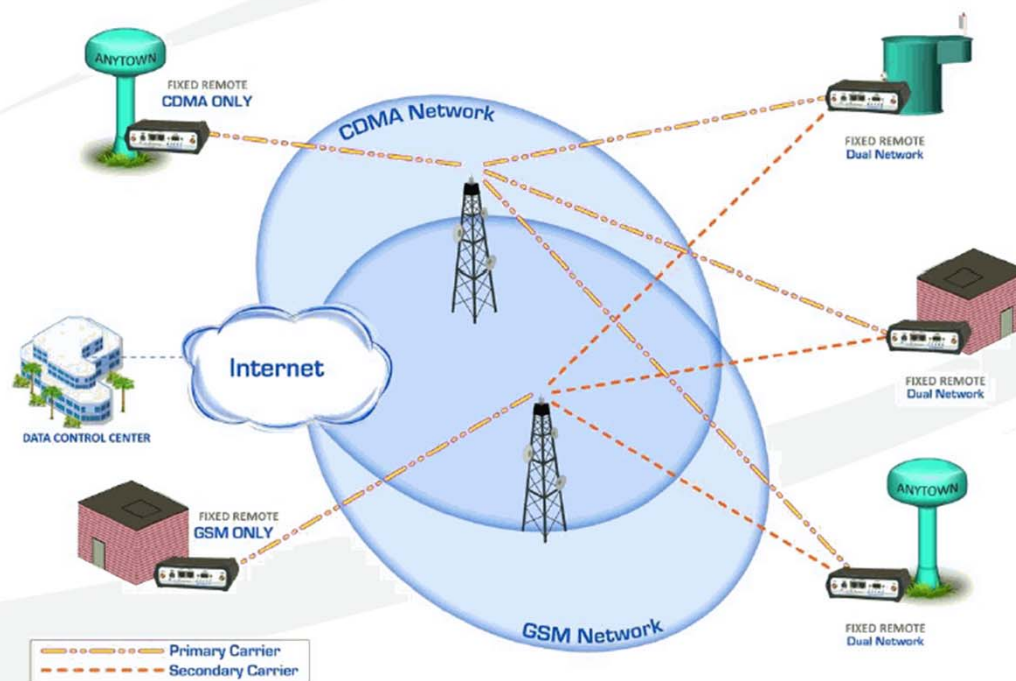 ANYTOWN
FIXED REMOTE
CDMA ONLY
CDMA Network
FIXED REMOTE
Dual Network
Internet
DATA CONTROL CENTER
FIXED REMOTE
Dual Network
FIXED REMOTE
GSM ONLY
ANYTOWN
GSM Network
FIXED REMOTE
Dual Network
Primary Carrier
Secondary Carrier